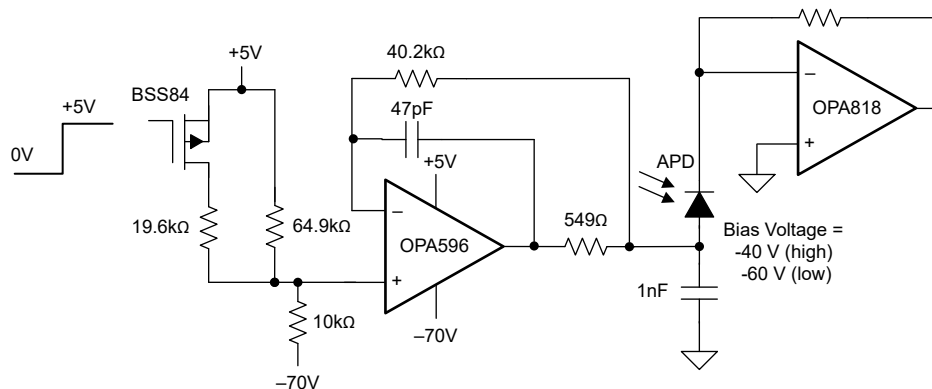 +5V
BSS84
+5V
0V
19.6kΩ
64.9kΩ
10kΩ
–70V
40.2kΩ
47pF
+5V
–
+
OPA596
–70V
549Ω
1nF
APD
Bias Voltage =
-40 V (high)
-60 V (low)
–
+
OPA818